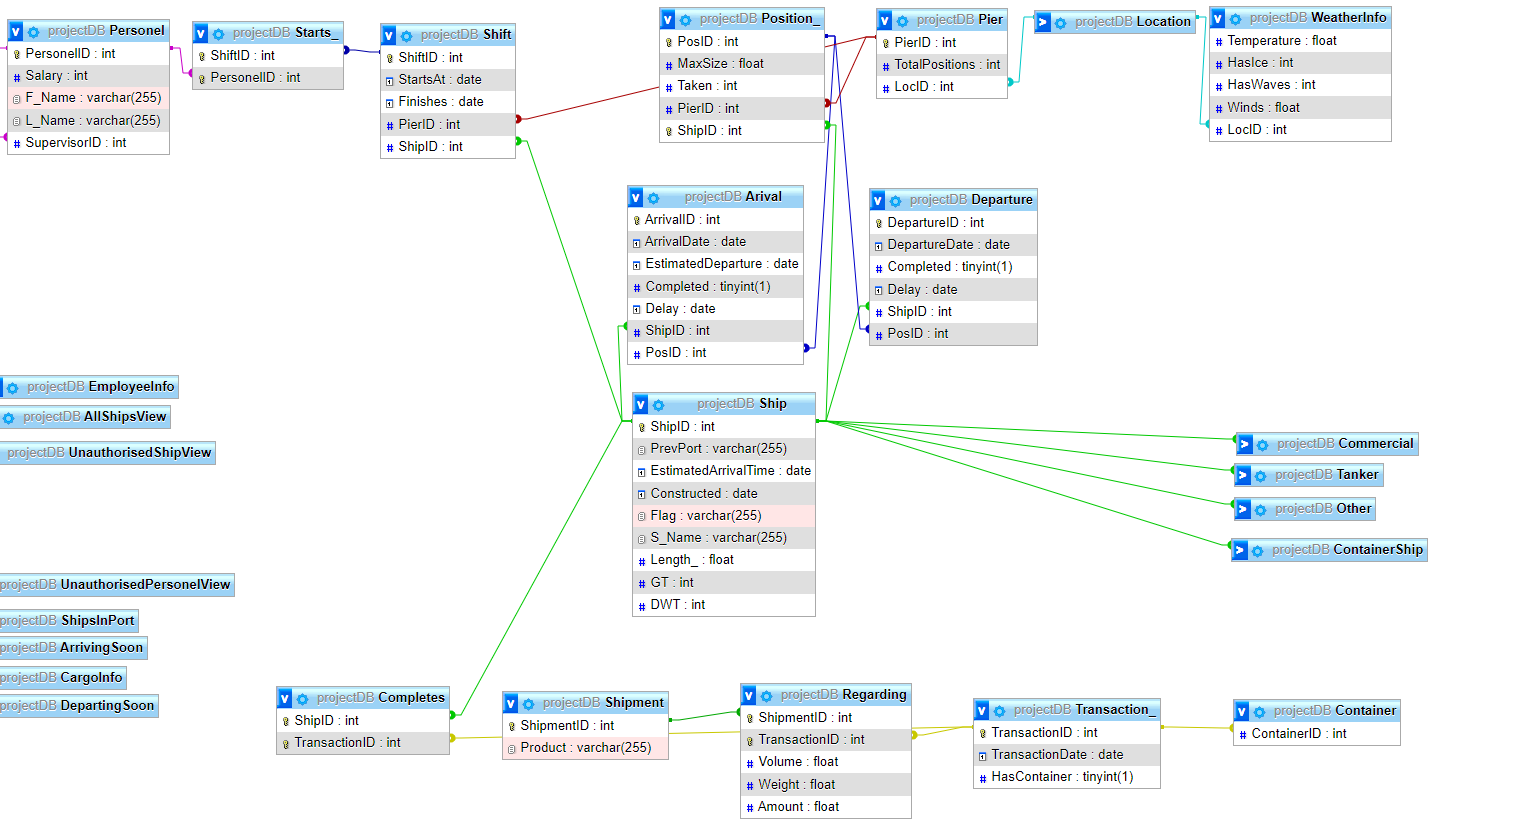 projectDB Personel
PersonelID : int
Salary : int
F_Name : varchar(255)
L_Name : varchar(255)
SupervisorID : int
projectDB Starts_
ShiftID : int
PersonelID : int
projectDB Shift
ShiftID : int
StartsAt : date
Finishes : date
PierID : int
ShipID : int
projectDB Position_
PosID : int
MaxSize : float
Taken : int
PierID : int
ShipID : int
projectDB Pier
PierID : int
TotalPositions : int
LocID : int
projectDB Location
projectDB WeatherInfo
Temperature : float
HasIce : int
HasWaves : int
Winds : float
LocID : int
projectDB Arival
ArrivalID : int
ArrivalDate : date
EstimatedDeparture : date
Completed : tinyint(1)
Delay : date
ShipID : int
PosID : int
projectDB Departure
DepartureID : int
DepartureDate : date
Completed : tinyint(1)
Delay : date
ShipID : int
PosID : int
projectDB EmployeeInfo
projectDB AllShipsView
projectDB UnauthorisedShipView
projectDB Ship
ShipID : int
PrevPort : varchar(255)
EstimatedArrivalTime : date
Constructed : date
Flag : varchar(255)
S_Name : varchar(255)
Length_ : float
GT : int
DWT : int
projectDB Commercial
projectDB Tanker
projectDB Other
projectDB ContainerShip
projectDB UnauthorisedPersonelView
projectDB ShipsInPort
projectDB ArrivingSoon
projectDB CargoInfo
projectDB DepartingSoon
projectDB Completes
ShipID : int
TransactionID : int
projectDB Shipment
ShipmentID : int
Product : varchar(255)
projectDB Regarding
ShipmentID : int
TransactionID : int
Volume : float
Weight : float
Amount : float
projectDB Transaction_
TransactionID : int
TransactionDate : date
HasContainer : tinyint(1)
projectDB Container
ContainerID : int